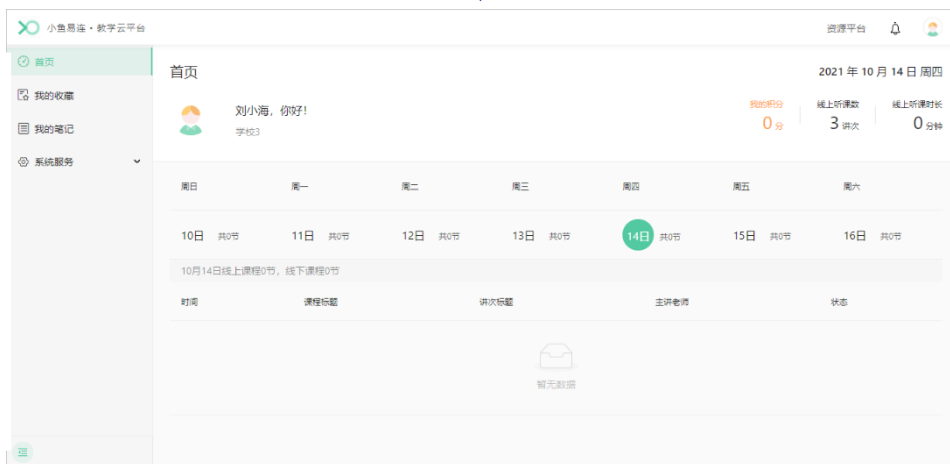 小鱼易连·教学云平台
资源平台
首页
我的收藏
我的笔记
系统服务
首页
2021 年 10 月 14 日 周四
刘小海，你好！
学校3
我的积分 线上听课数 线上听课时长
0 分 3 讲次 0 分钟
周日 周一 周二 周三 周四 周五 周六
10日 共0节 11日 共0节 12日 共0节 13日 共0节 14日 共0节 15日 共0节 16日 共0节
10月14日线上课程0节，线下课程0节
时间 课程标题 讲次标题 主讲老师 状态
暂无数据